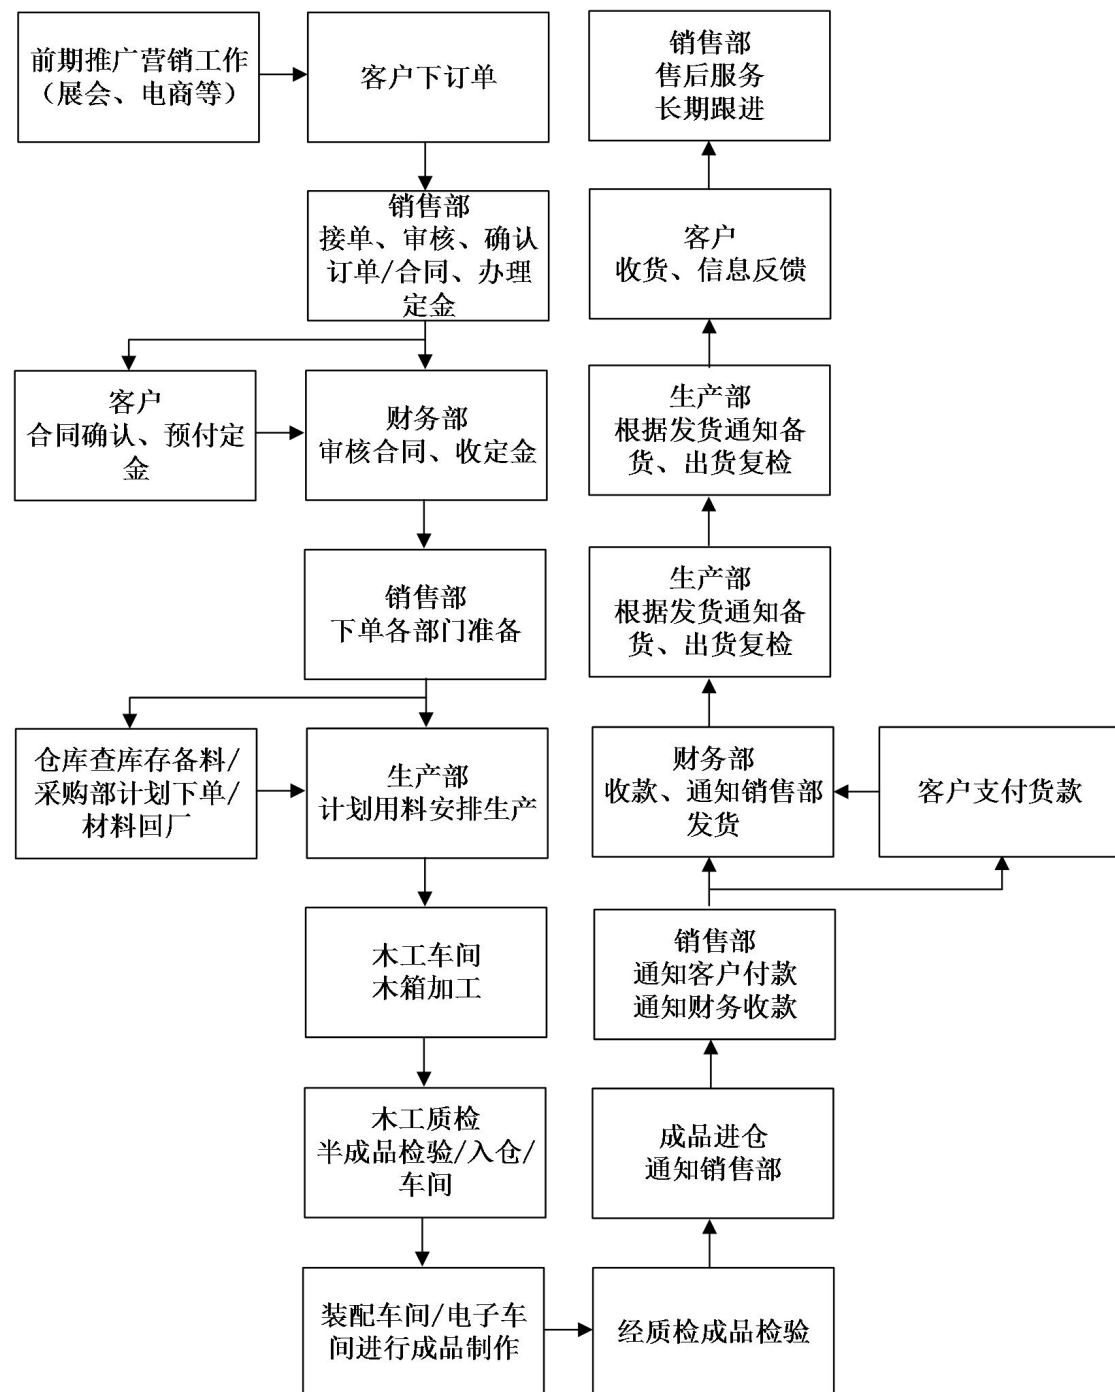 前期推广营销工作
（展会、电商等）
客户下订单
销售部
接单、审核、确认
订单/合同、办理
定金
客户
合同确认、预付定
金
财务部
审核合同、收定金
销售部
下单各部门准备
仓库查库存备料/
采购部计划下单/
材料回厂
生产部
计划用料安排生产
木工车间
木箱加工
木工质检
半成品检验/入仓/
车间
装配车间/电子车
间进行成品制作
经质检成品检验
成品进仓
通知销售部
销售部
通知客户付款
通知财务收款
客户支付货款
财务部
收款、通知销售部
发货
生产部
根据发货通知备
货、出货复检
生产部
根据发货通知备
货、出货复检
客户
收货、信息反馈
销售部
售后服务
长期跟进